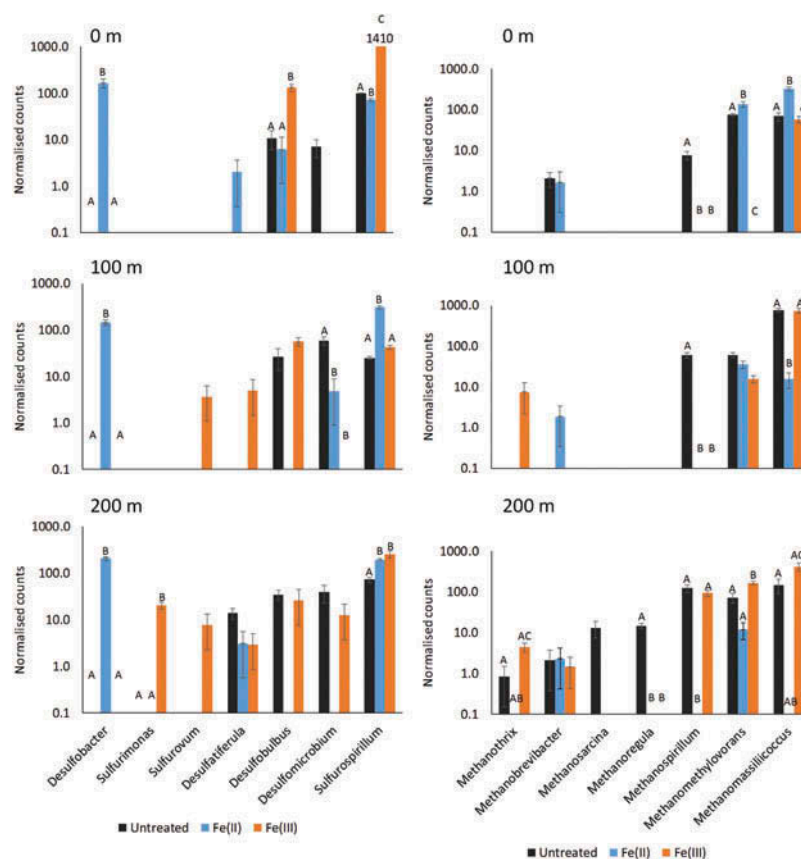 C
0 m
1410
1000.0
B
B
100.0
A
B
A A
10.0
1.0
A A
0.1
Normalised counts
0 m
1000.0
B
B
A
A
100.0
A
10.0
1.0
B B
C
0.1
Normalised counts
100 m
1000.0
B
B
100.0
A
A
A
10.0
B
1.0
A A
B
0.1
Normalised counts
100 m
1000.0
A
A
100.0
A
B
10.0
1.0
B B
0.1
Normalised counts
200 m
1000.0
B
B B
A
100.0
B
10.0
1.0
A A
A A
0.1
Normalised counts
200 m
1000.0
AC
A A B A
A
100.0
AC
A
A
10.0
A
1.0
AB
B B
B
AB
0.1
Normalised counts
Desulfobacter
Sulfurimonas
Sulfurovum
Desulfatiferula
Desulfobulbus
Desulfomicrobium
Sulfurospirillum
Untreated Fe(II) Fe(III)
Methanothrix
Methanobrevibacter
Methanosarcina
Methanoregula
Methanospirillum
Methanomethylovorans
Methanomassiliicoccus
Untreated Fe(II) Fe(III)